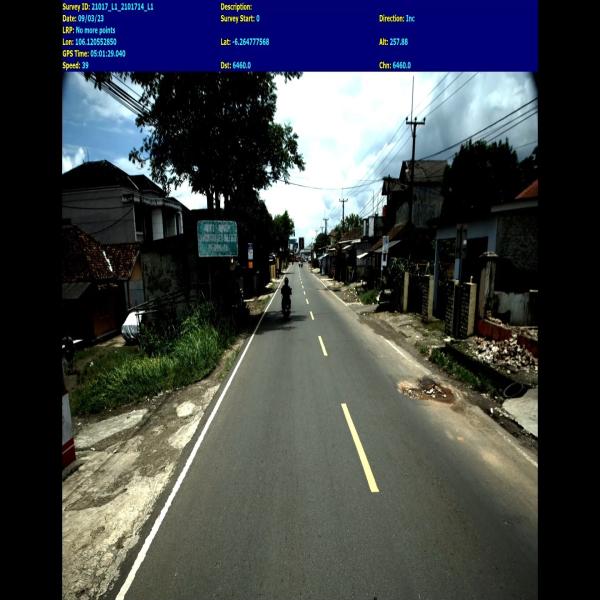 Survey ID: 21017_L1_2101714_L1 Description:
Date: 09/03/23 Survey Start: 0 Direction: Inc
LRP: No more points
Lon: 106.120552850 Lat: -6.264777568 Alt: 257.88
GPS Time: 05:01:29.040
Speed: 39 Dst: 6460.0 Chn: 6460.0